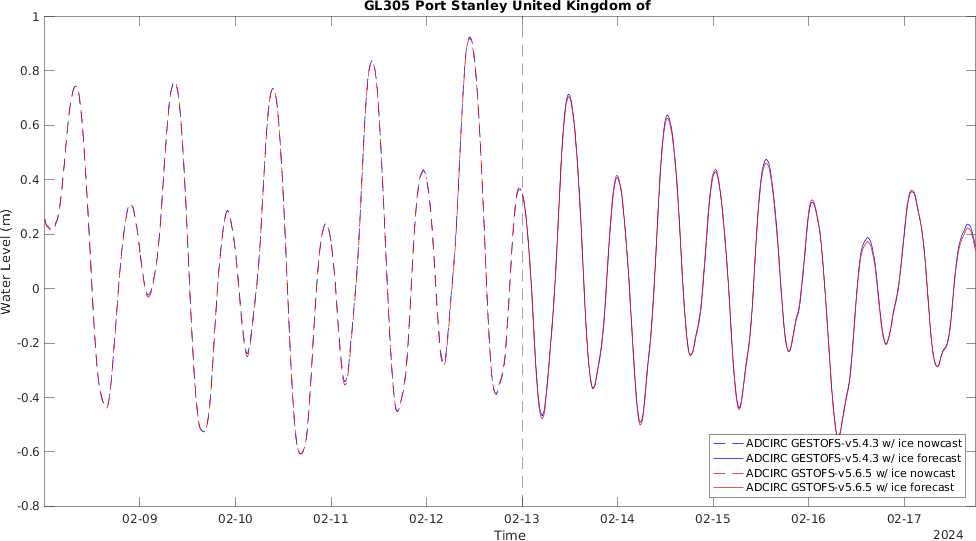 GL305 Port Stanley United Kingdom of
1
0.8
0.6
0.4
0.2
0
-0.2
-0.4
-0.6
-0.8
Water Level (m)
02-09
02-10
02-11
02-12
02-13
02-14
02-15
02-16
02-17
Time
2024
ADCIRC GESTOFS-v5.4.3 w/ ice nowcast
ADCIRC GESTOFS-v5.4.3 w/ ice forecast
ADCIRC GSTOFS-v5.6.5 w/ ice nowcast
ADCIRC GSTOFS-v5.6.5 w/ ice forecast